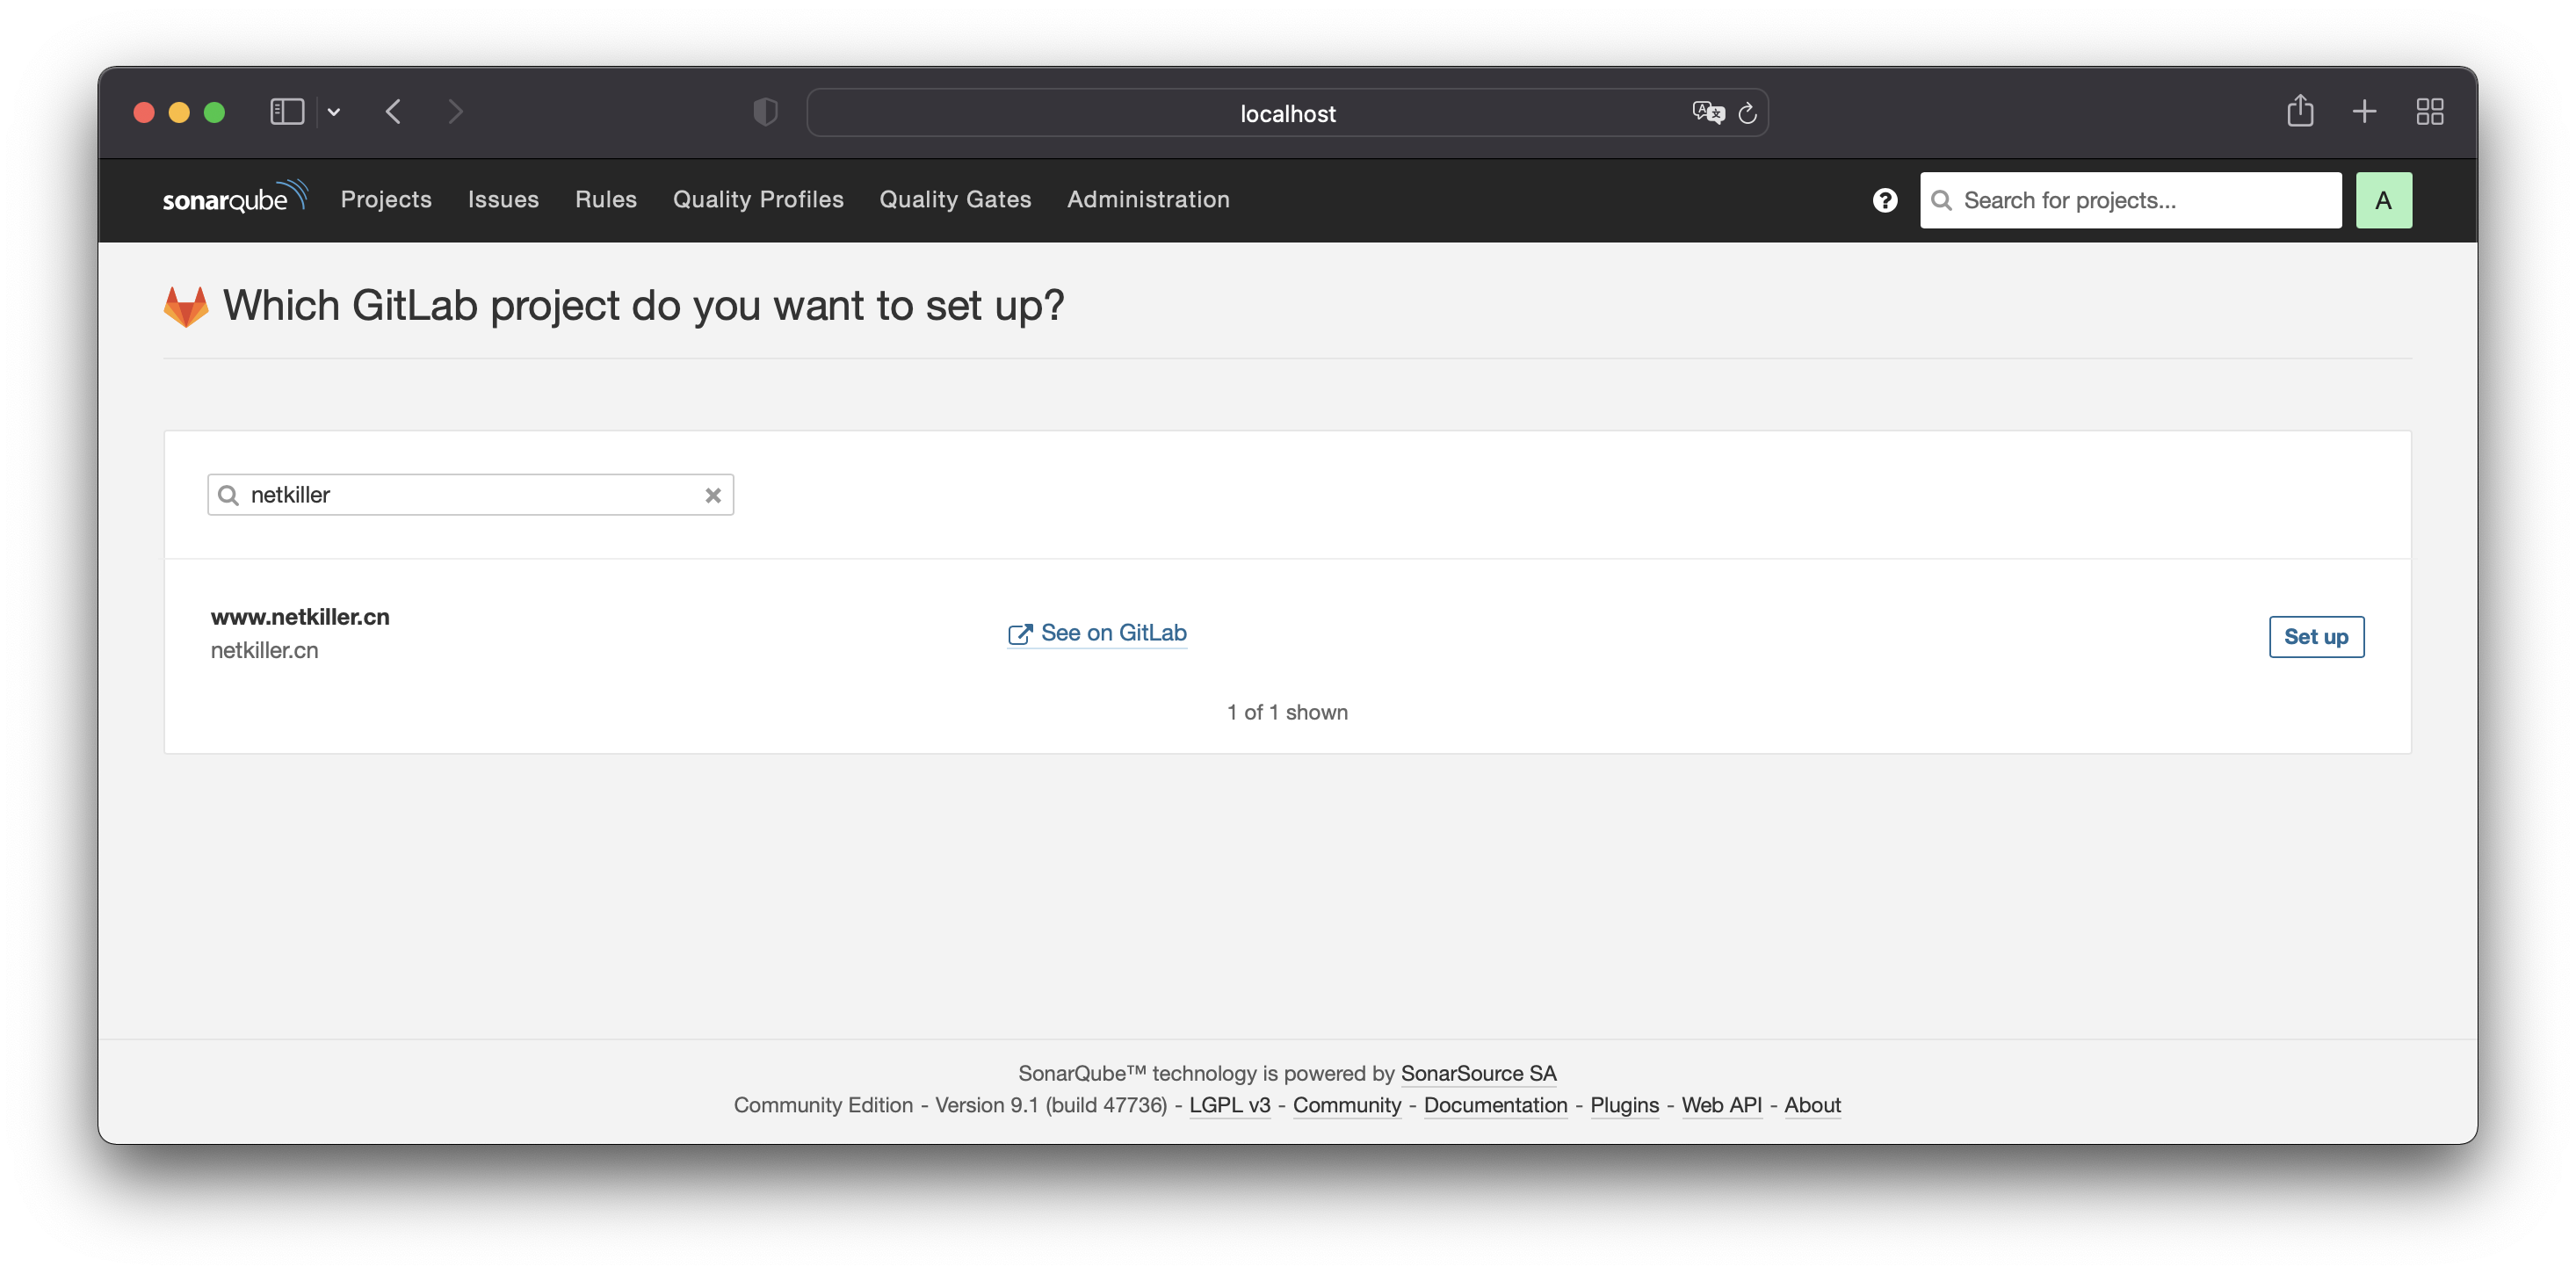 localhost
sonarqube Projects Issues Rules Quality Profiles Quality Gates Administration ? Search for projects... A
Which GitLab project do you want to set up?
netkiller
www.netkiller.cn
netkiller.cn
See on GitLab
Set up
1 of 1 shown
SonarQube™ technology is powered by SonarSource SA
Community Edition - Version 9.1 (build 47736) - LGPL v3 - Community - Documentation - Plugins - Web API - About